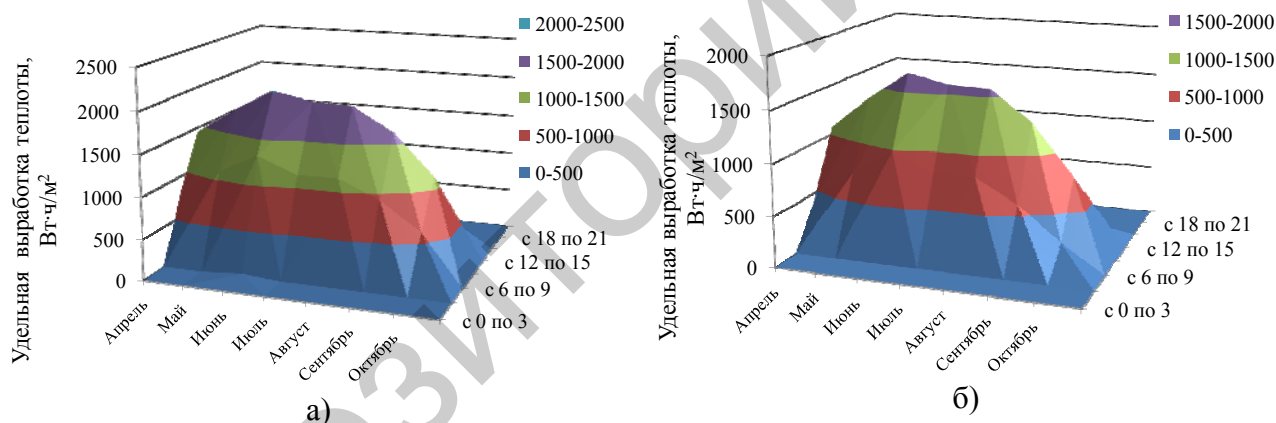 Удельная выработка теплоты,
Вт·ч/м²
2500
2000
1500
1000
500
0
Апрель
Май
Июнь
Июль
Август
Сентябрь
Октябрь
с 0 по 3
с 6 по 9
с 12 по 15
с 18 по 21
2000-2500
1500-2000
1000-1500
500-1000
0-500
а)
Удельная выработка теплоты,
Вт·ч/м²
2000
1500
1000
500
0
Апрель
Май
Июнь
Июль
Август
Сентябрь
Октябрь
с 0 по 3
с 6 по 9
с 12 по 15
с 18 по 21
1500-2000
1000-1500
500-1000
0-500
б)